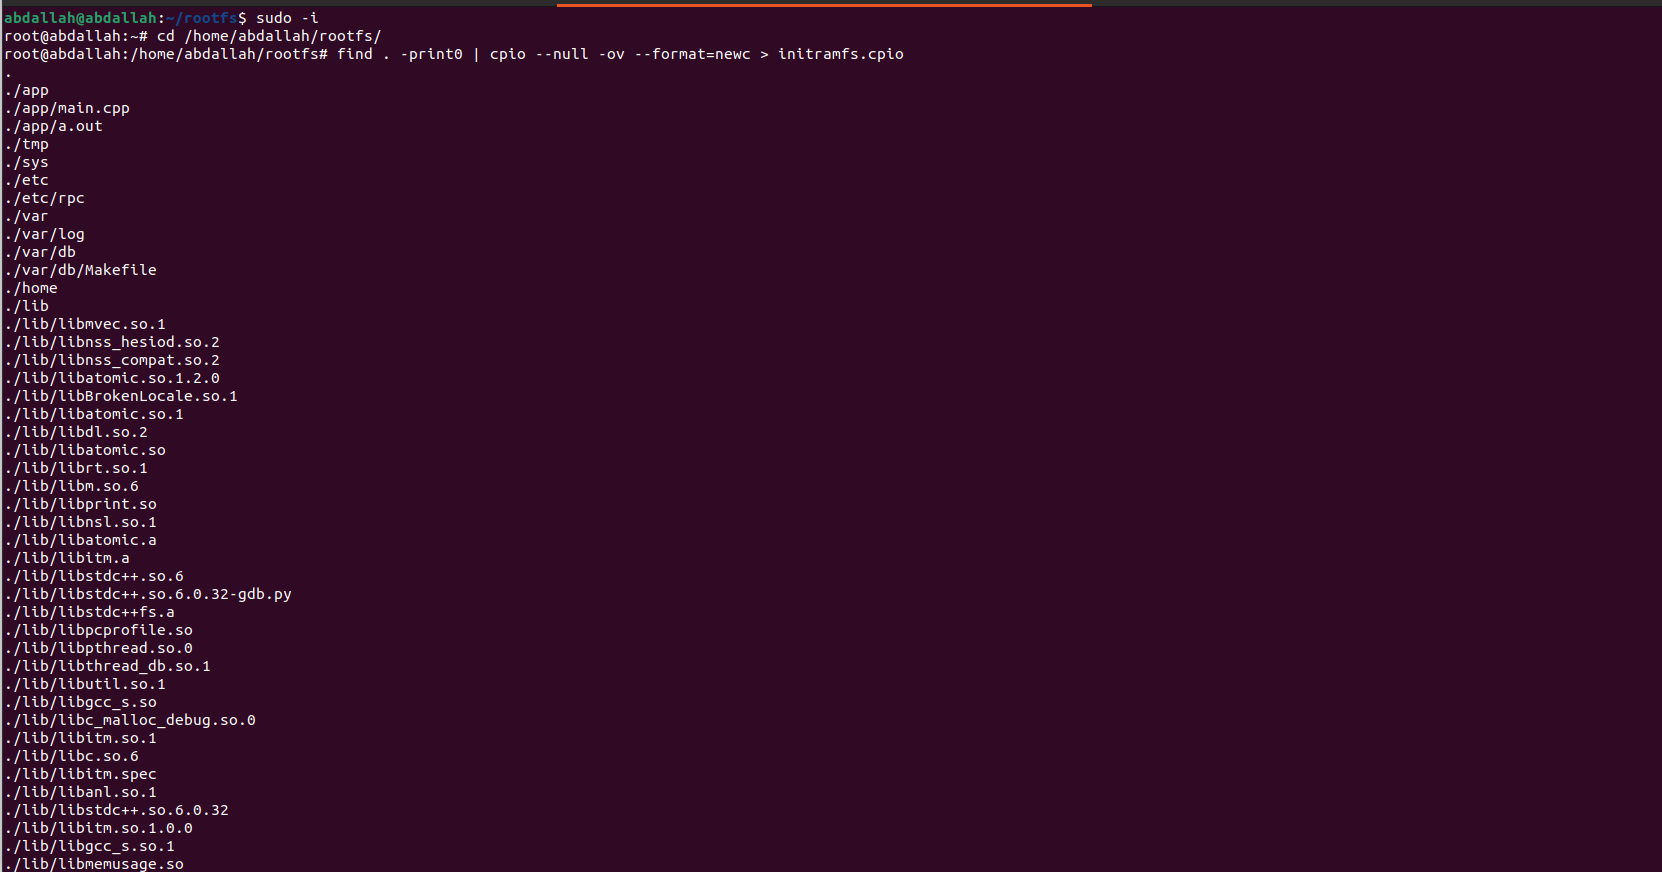 abdallah@abdallah:~/rootfs$ sudo -i
root@abdallah:~# cd /home/abdallah/rootfs/
root@abdallah:/home/abdallah/rootfs# find . -print0 | cpio --null -ov --format=newc > initramfs.cpio
.
./app
./app/main.cpp
./app/a.out
./tmp
./sys
./etc
./etc/rpc
./var
./var/log
./var/db
./var/db/Makefile
./home
./lib
./lib/libmvec.so.1
./lib/libnss_hesiod.so.2
./lib/libnss_compat.so.2
./lib/libatomic.so.1.2.0
./lib/libBrokenLocale.so.1
./lib/libatomic.so.1
./lib/libdl.so.2
./lib/libatomic.so
./lib/librt.so.1
./lib/libm.so.6
./lib/libprint.so
./lib/libnsl.so.1
./lib/libatomic.a
./lib/libitm.a
./lib/libstdc++.so.6
./lib/libstdc++.so.6.0.32-gdb.py
./lib/libstdc++fs.a
./lib/libpcprofile.so
./lib/libpthread.so.0
./lib/libthread_db.so.1
./lib/libutil.so.1
./lib/libgcc_s.so
./lib/libc_malloc_debug.so.0
./lib/libitm.so.1
./lib/libc.so.6
./lib/libitm.spec
./lib/libanl.so.1
./lib/libstdc++.so.6.0.32
./lib/libitm.so.1.0.0
./lib/libgcc_s.so.1
./lib/libmemusage.so